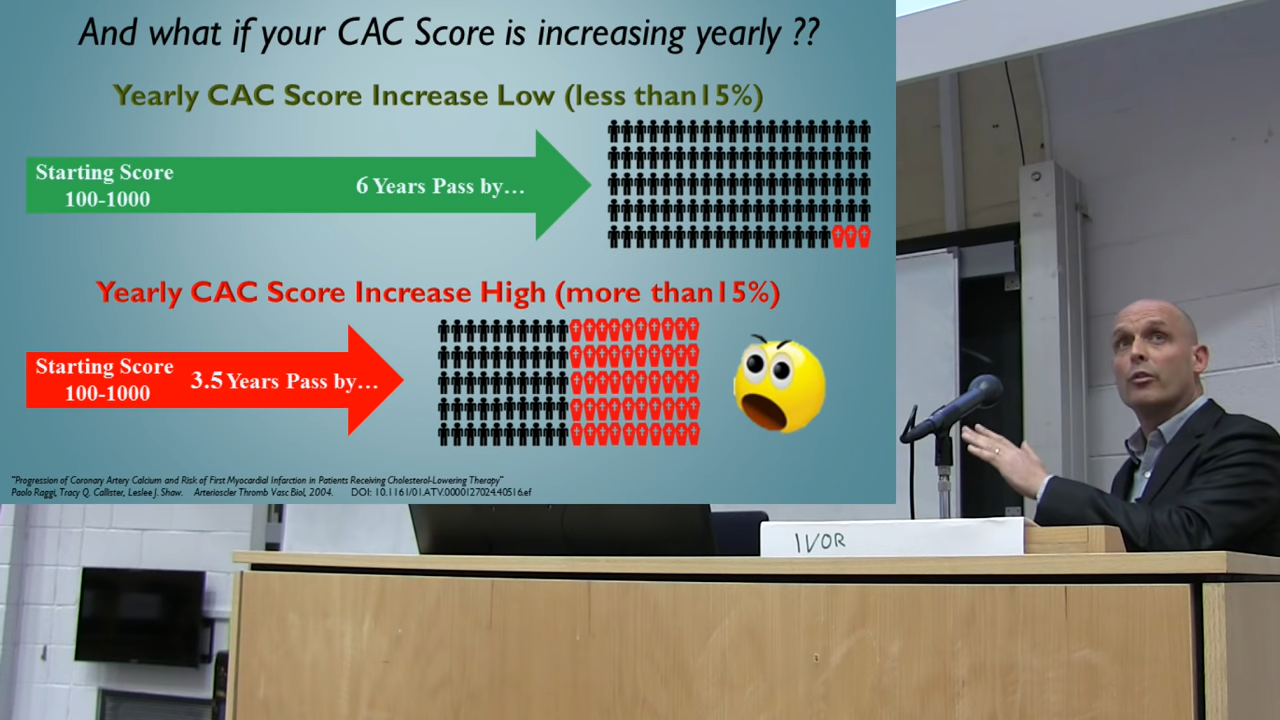 And what if your CAC Score is increasing yearly ??
Yearly CAC Score Increase Low (less than15%)
Starting Score
100-1000
6 Years Pass by...
Yearly CAC Score Increase High (more than15%)
Starting Score
100-1000
3.5 Years Pass by...
"Progression of Coronary Artery Calcium and Risk of First Myocardial Infarction in Patients Receiving Cholesterol-Lowering Therapy"
Paolo Raggi, Tracy Q. Callister, Leslee J. Shaw. Arterioscler Thromb Vasc Biol, 2004. DOI: 10.1161/01.ATV.0000127024.40516.ef
IVOR